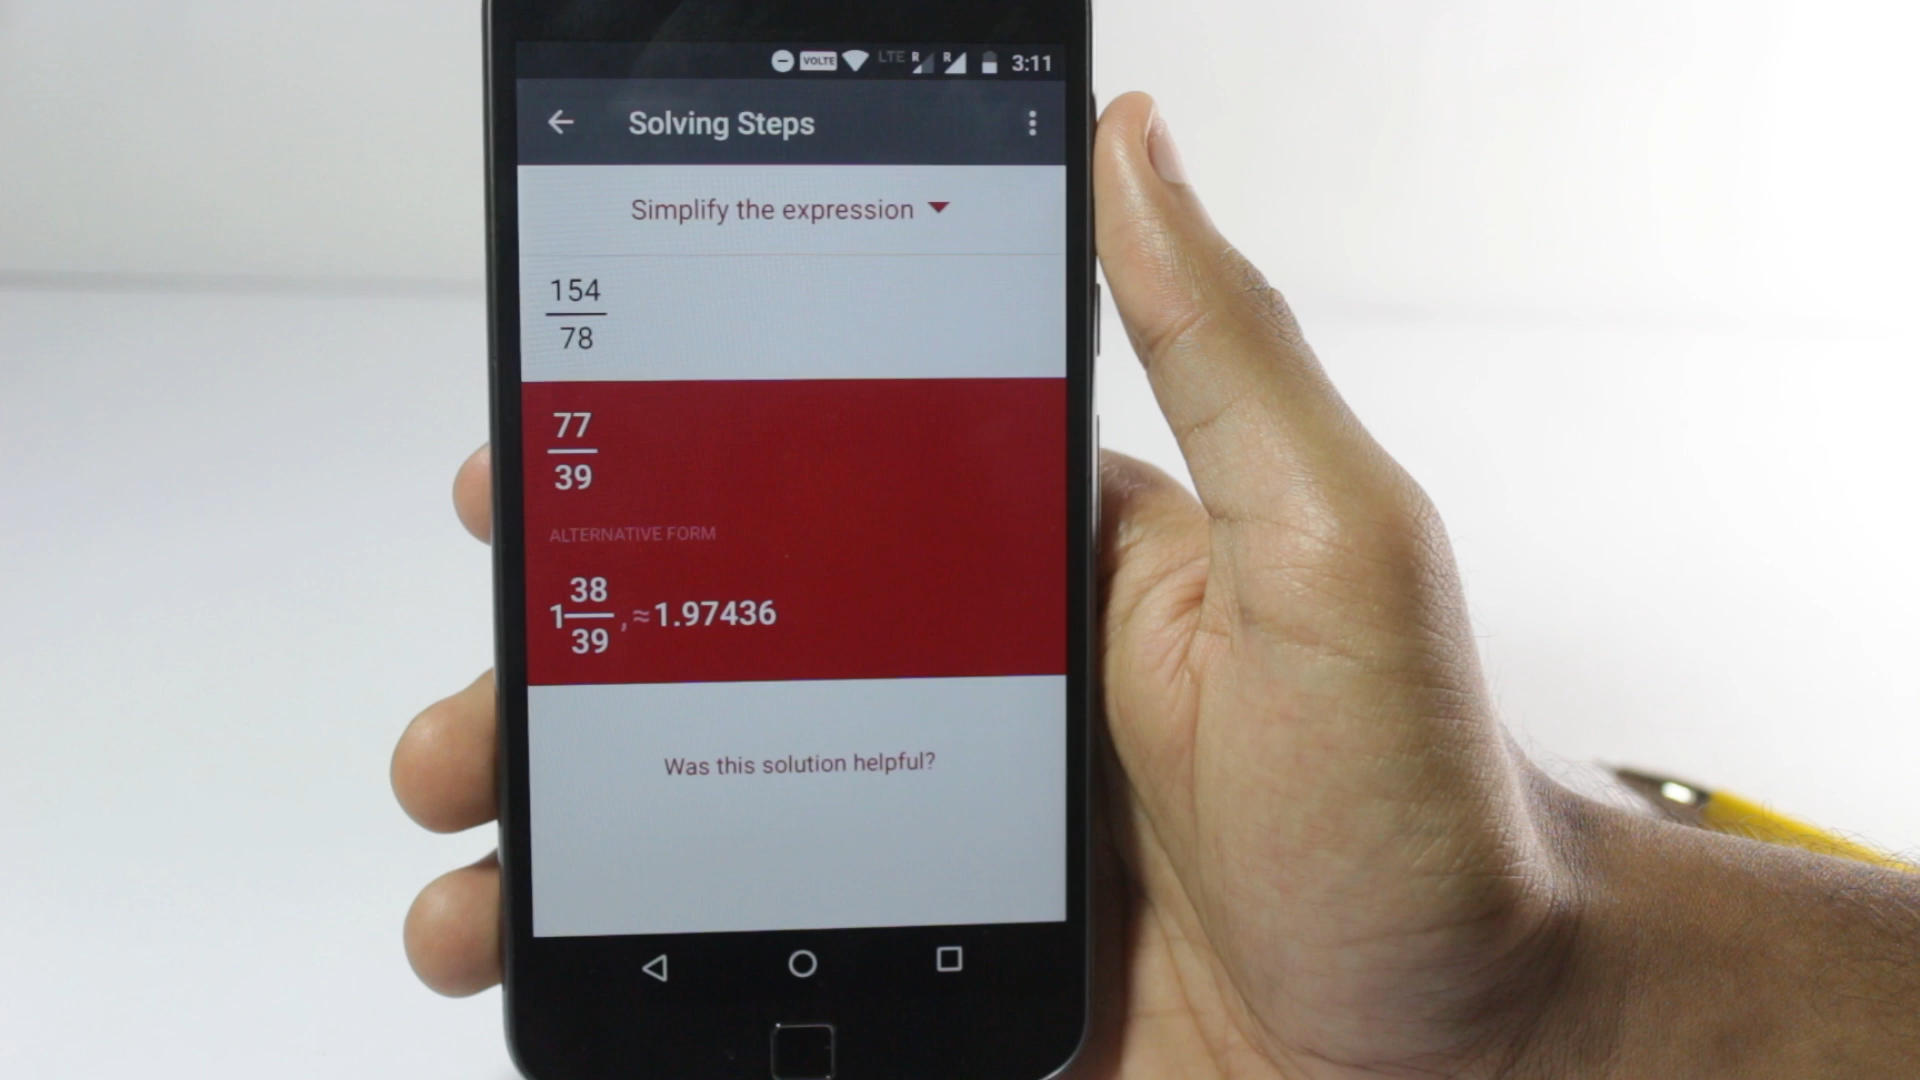 VOLTE LTE R R 3:11
Solving Steps
Simplify the expression
154
78
77
39
ALTERNATIVE FORM
1 38/39 , ≈ 1.97436
Was this solution helpful?